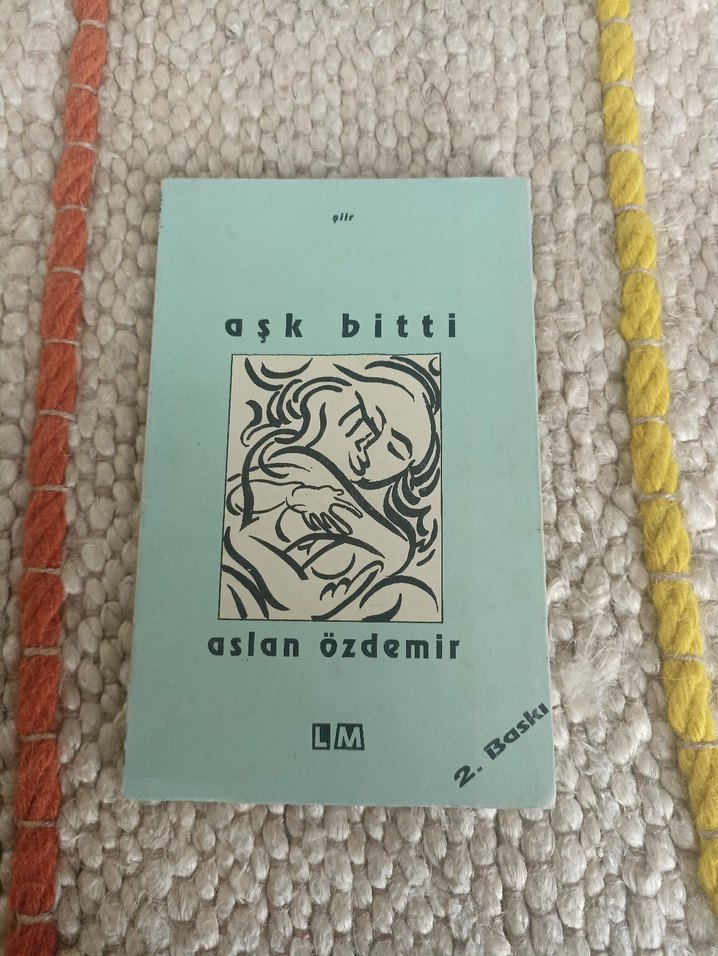 şiir
aşk bitti
aslan özdemir
LM
2. Baskı